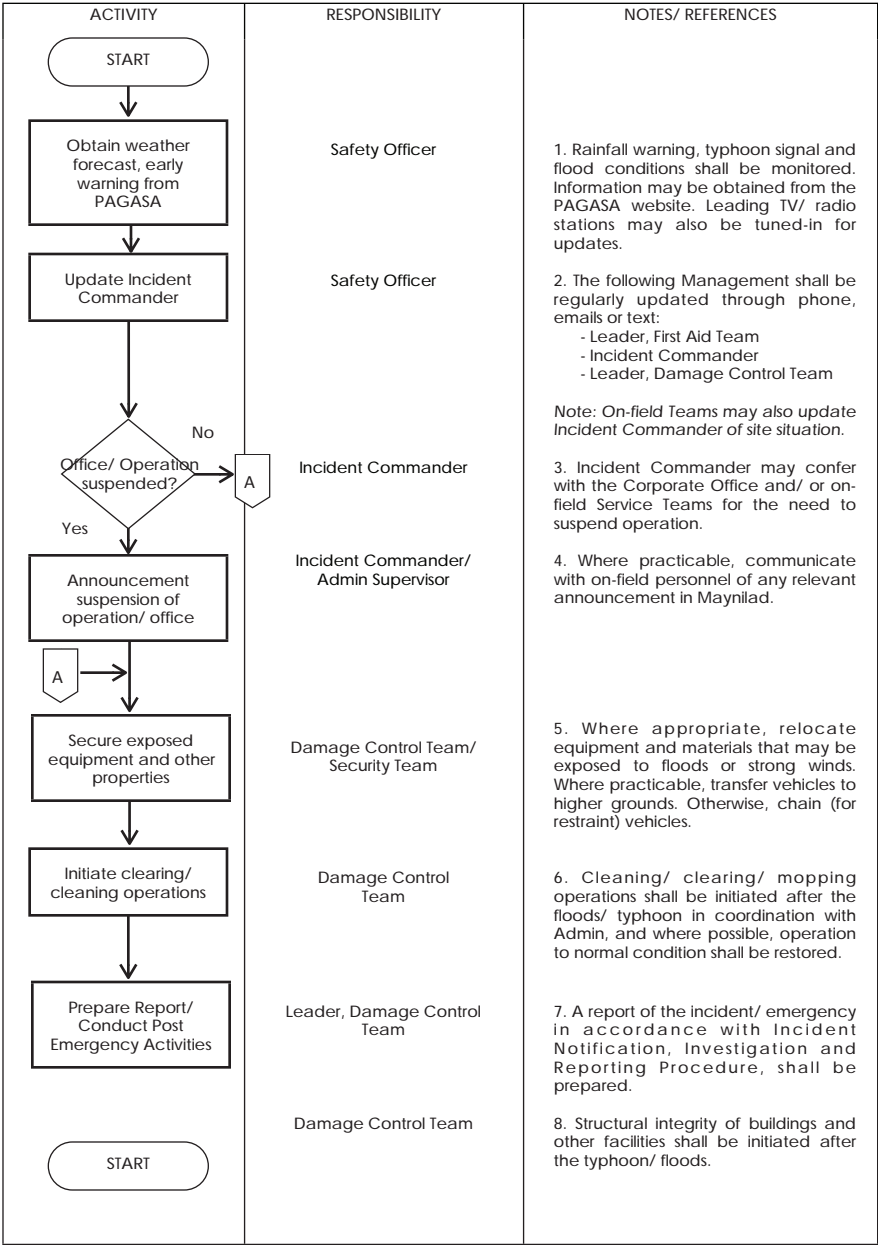 ACTIVITY
RESPONSIBILITY
NOTES/ REFERENCES
START
Obtain weather
forecast, early
warning from
PAGASA
Safety Officer
1. Rainfall warning, typhoon signal and
flood conditions shall be monitored.
Information may be obtained from the
PAGASA website. Leading TV/ radio
stations may also be tuned-in for
updates.
Update Incident
Commander
Safety Officer
2. The following Management shall be
regularly updated through phone,
emails or text:
- Leader, First Aid Team
- Incident Commander
- Leader, Damage Control Team
Note: On-field Teams may also update
Incident Commander of site situation.
Office/ Operation
suspended?
No
A
Yes
Incident Commander
3. Incident Commander may confer
with the Corporate Office and/ or on-
field Service Teams for the need to
suspend operation.
Announcement
suspension of
operation/ office
Incident Commander/
Admin Supervisor
4. Where practicable, communicate
with on-field personnel of any relevant
announcement in Maynilad.
A
Secure exposed
equipment and other
properties
Damage Control Team/
Security Team
5. Where appropriate, relocate
equipment and materials that may be
exposed to floods or strong winds.
Where practicable, transfer vehicles to
higher grounds. Otherwise, chain (for
restraint) vehicles.
Initiate clearing/
cleaning operations
Damage Control
Team
6. Cleaning/ clearing/ mopping
operations shall be initiated after the
floods/ typhoon in coordination with
Admin, and where possible, operation
to normal condition shall be restored.
Prepare Report/
Conduct Post
Emergency Activities
Leader, Damage Control
Team
7. A report of the incident/ emergency
in accordance with Incident
Notification, Investigation and
Reporting Procedure, shall be
prepared.
Damage Control Team
8. Structural integrity of buildings and
other facilities shall be initiated after
the typhoon/ floods.
START